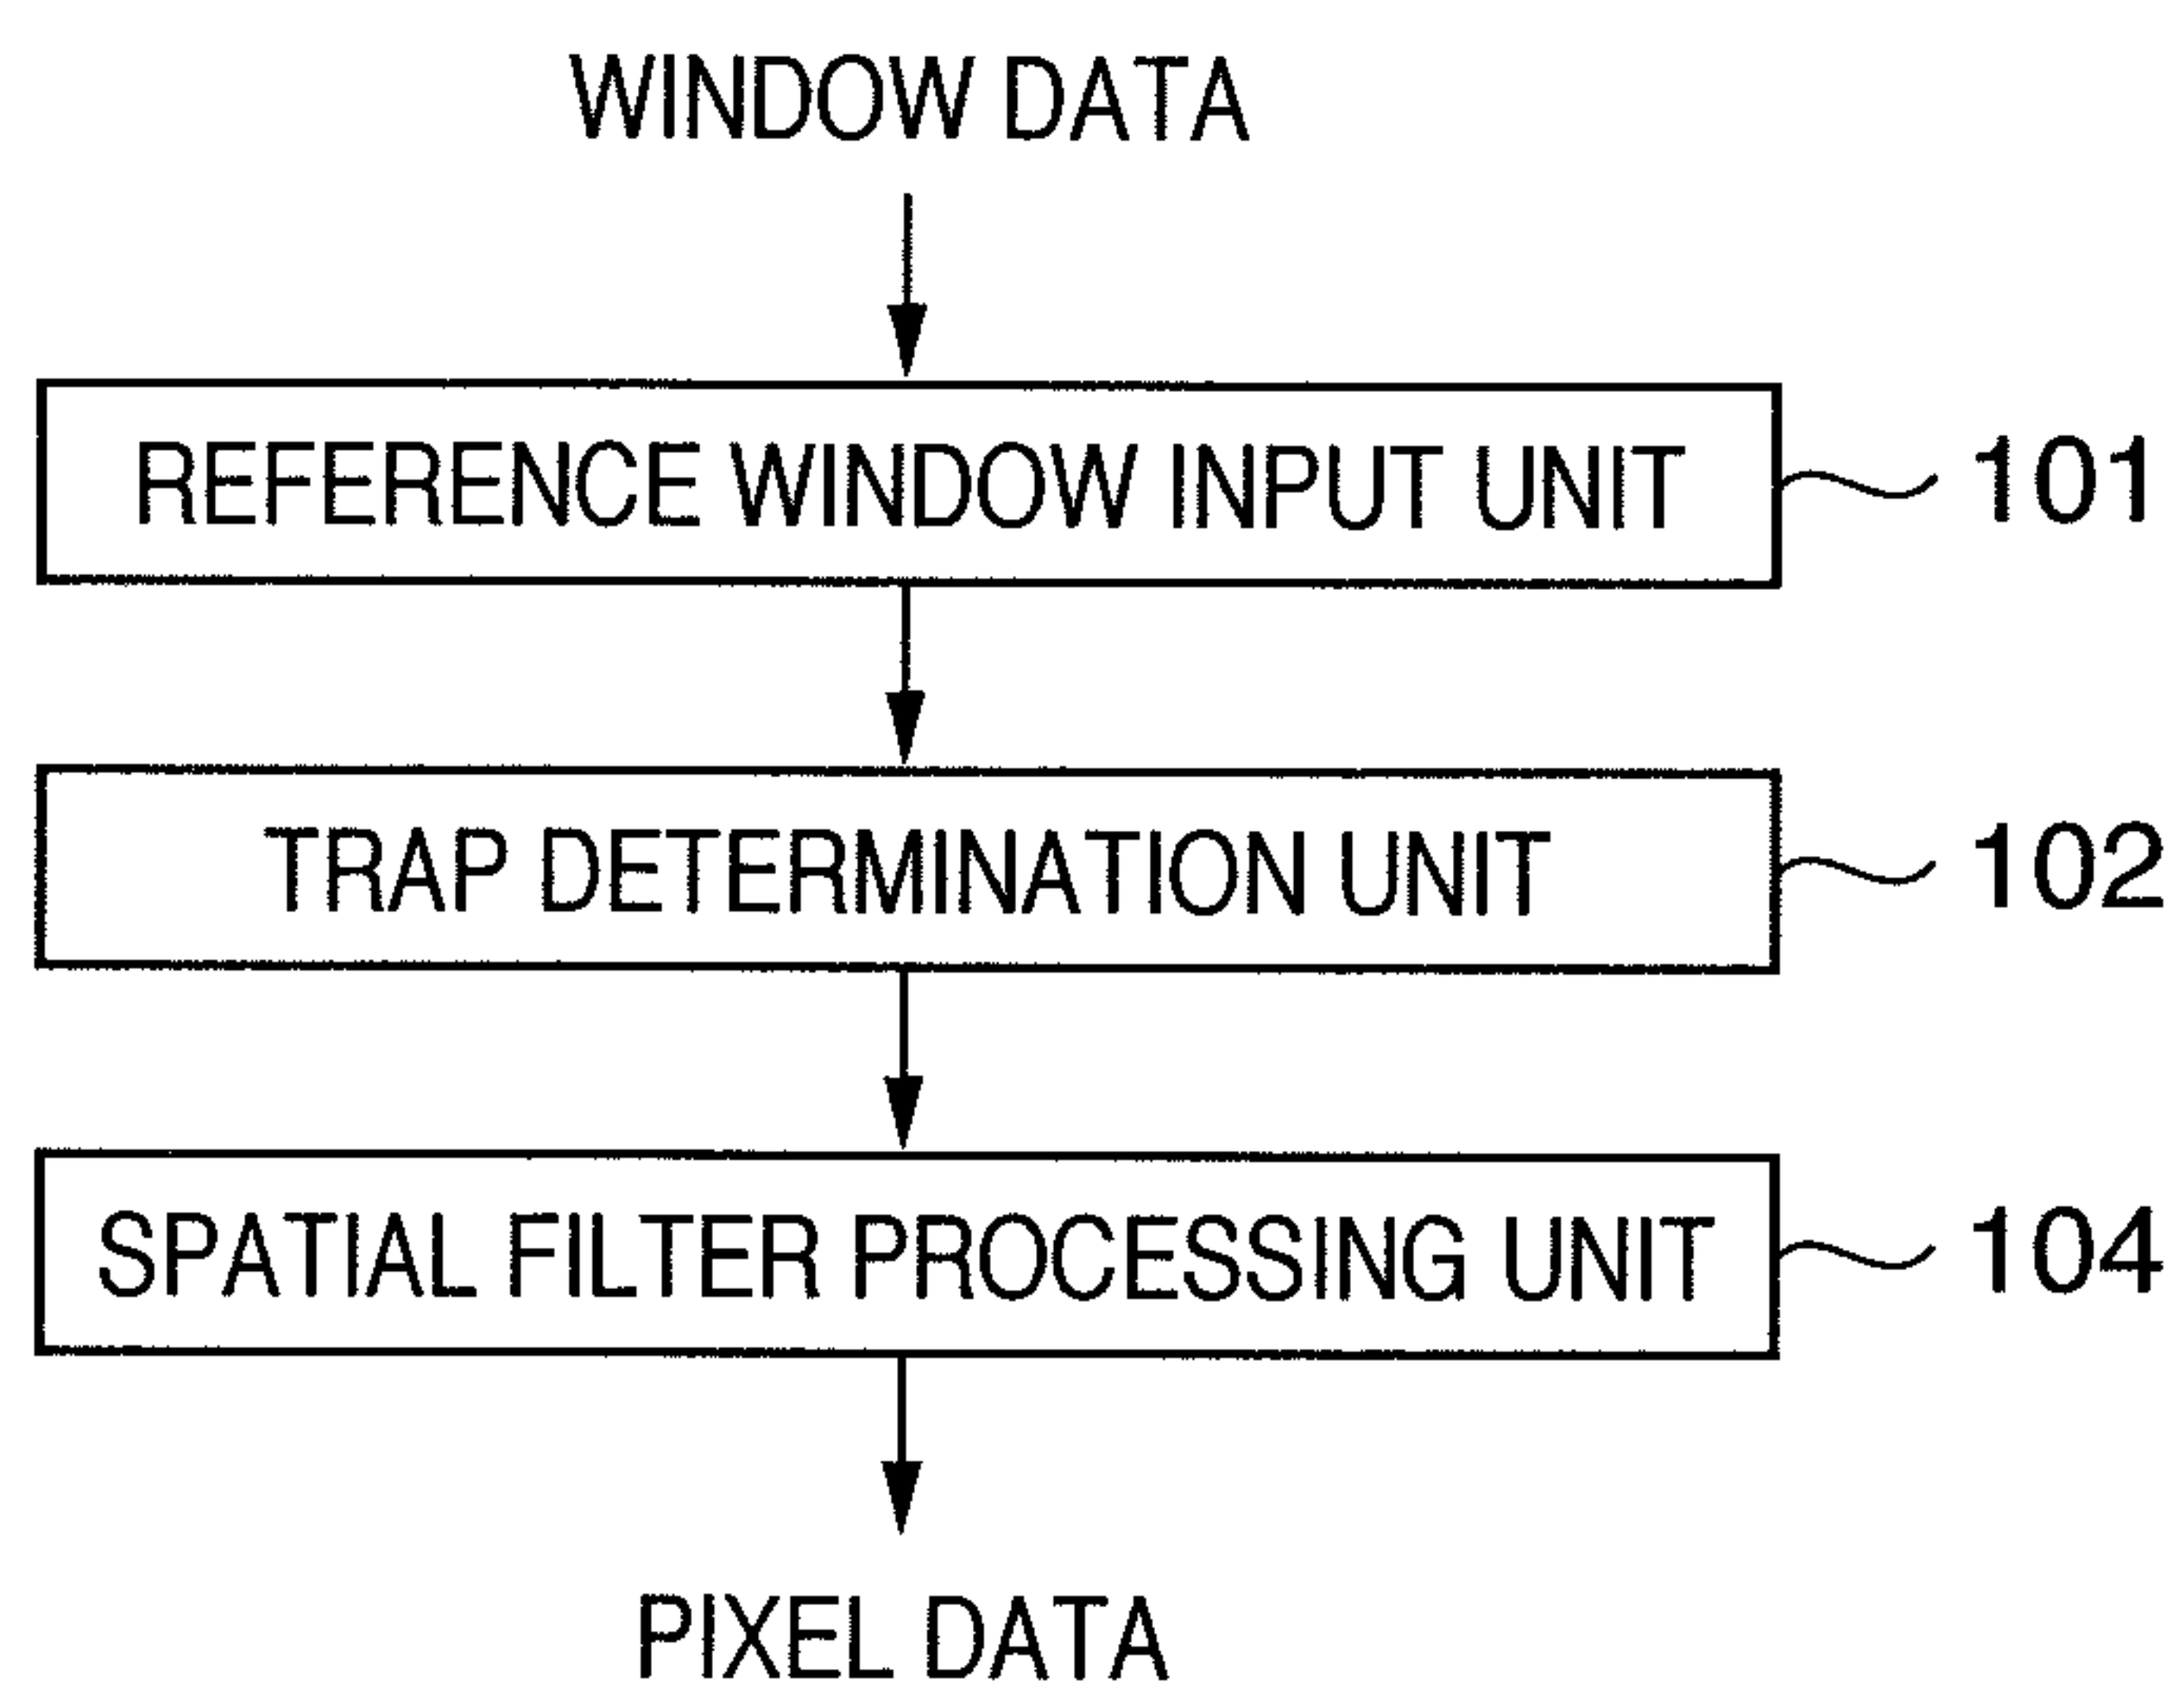 WINDOW DATA
REFERENCE WINDOW INPUT UNIT 101
TRAP DETERMINATION UNIT 102
SPATIAL FILTER PROCESSING UNIT 104
PIXEL DATA